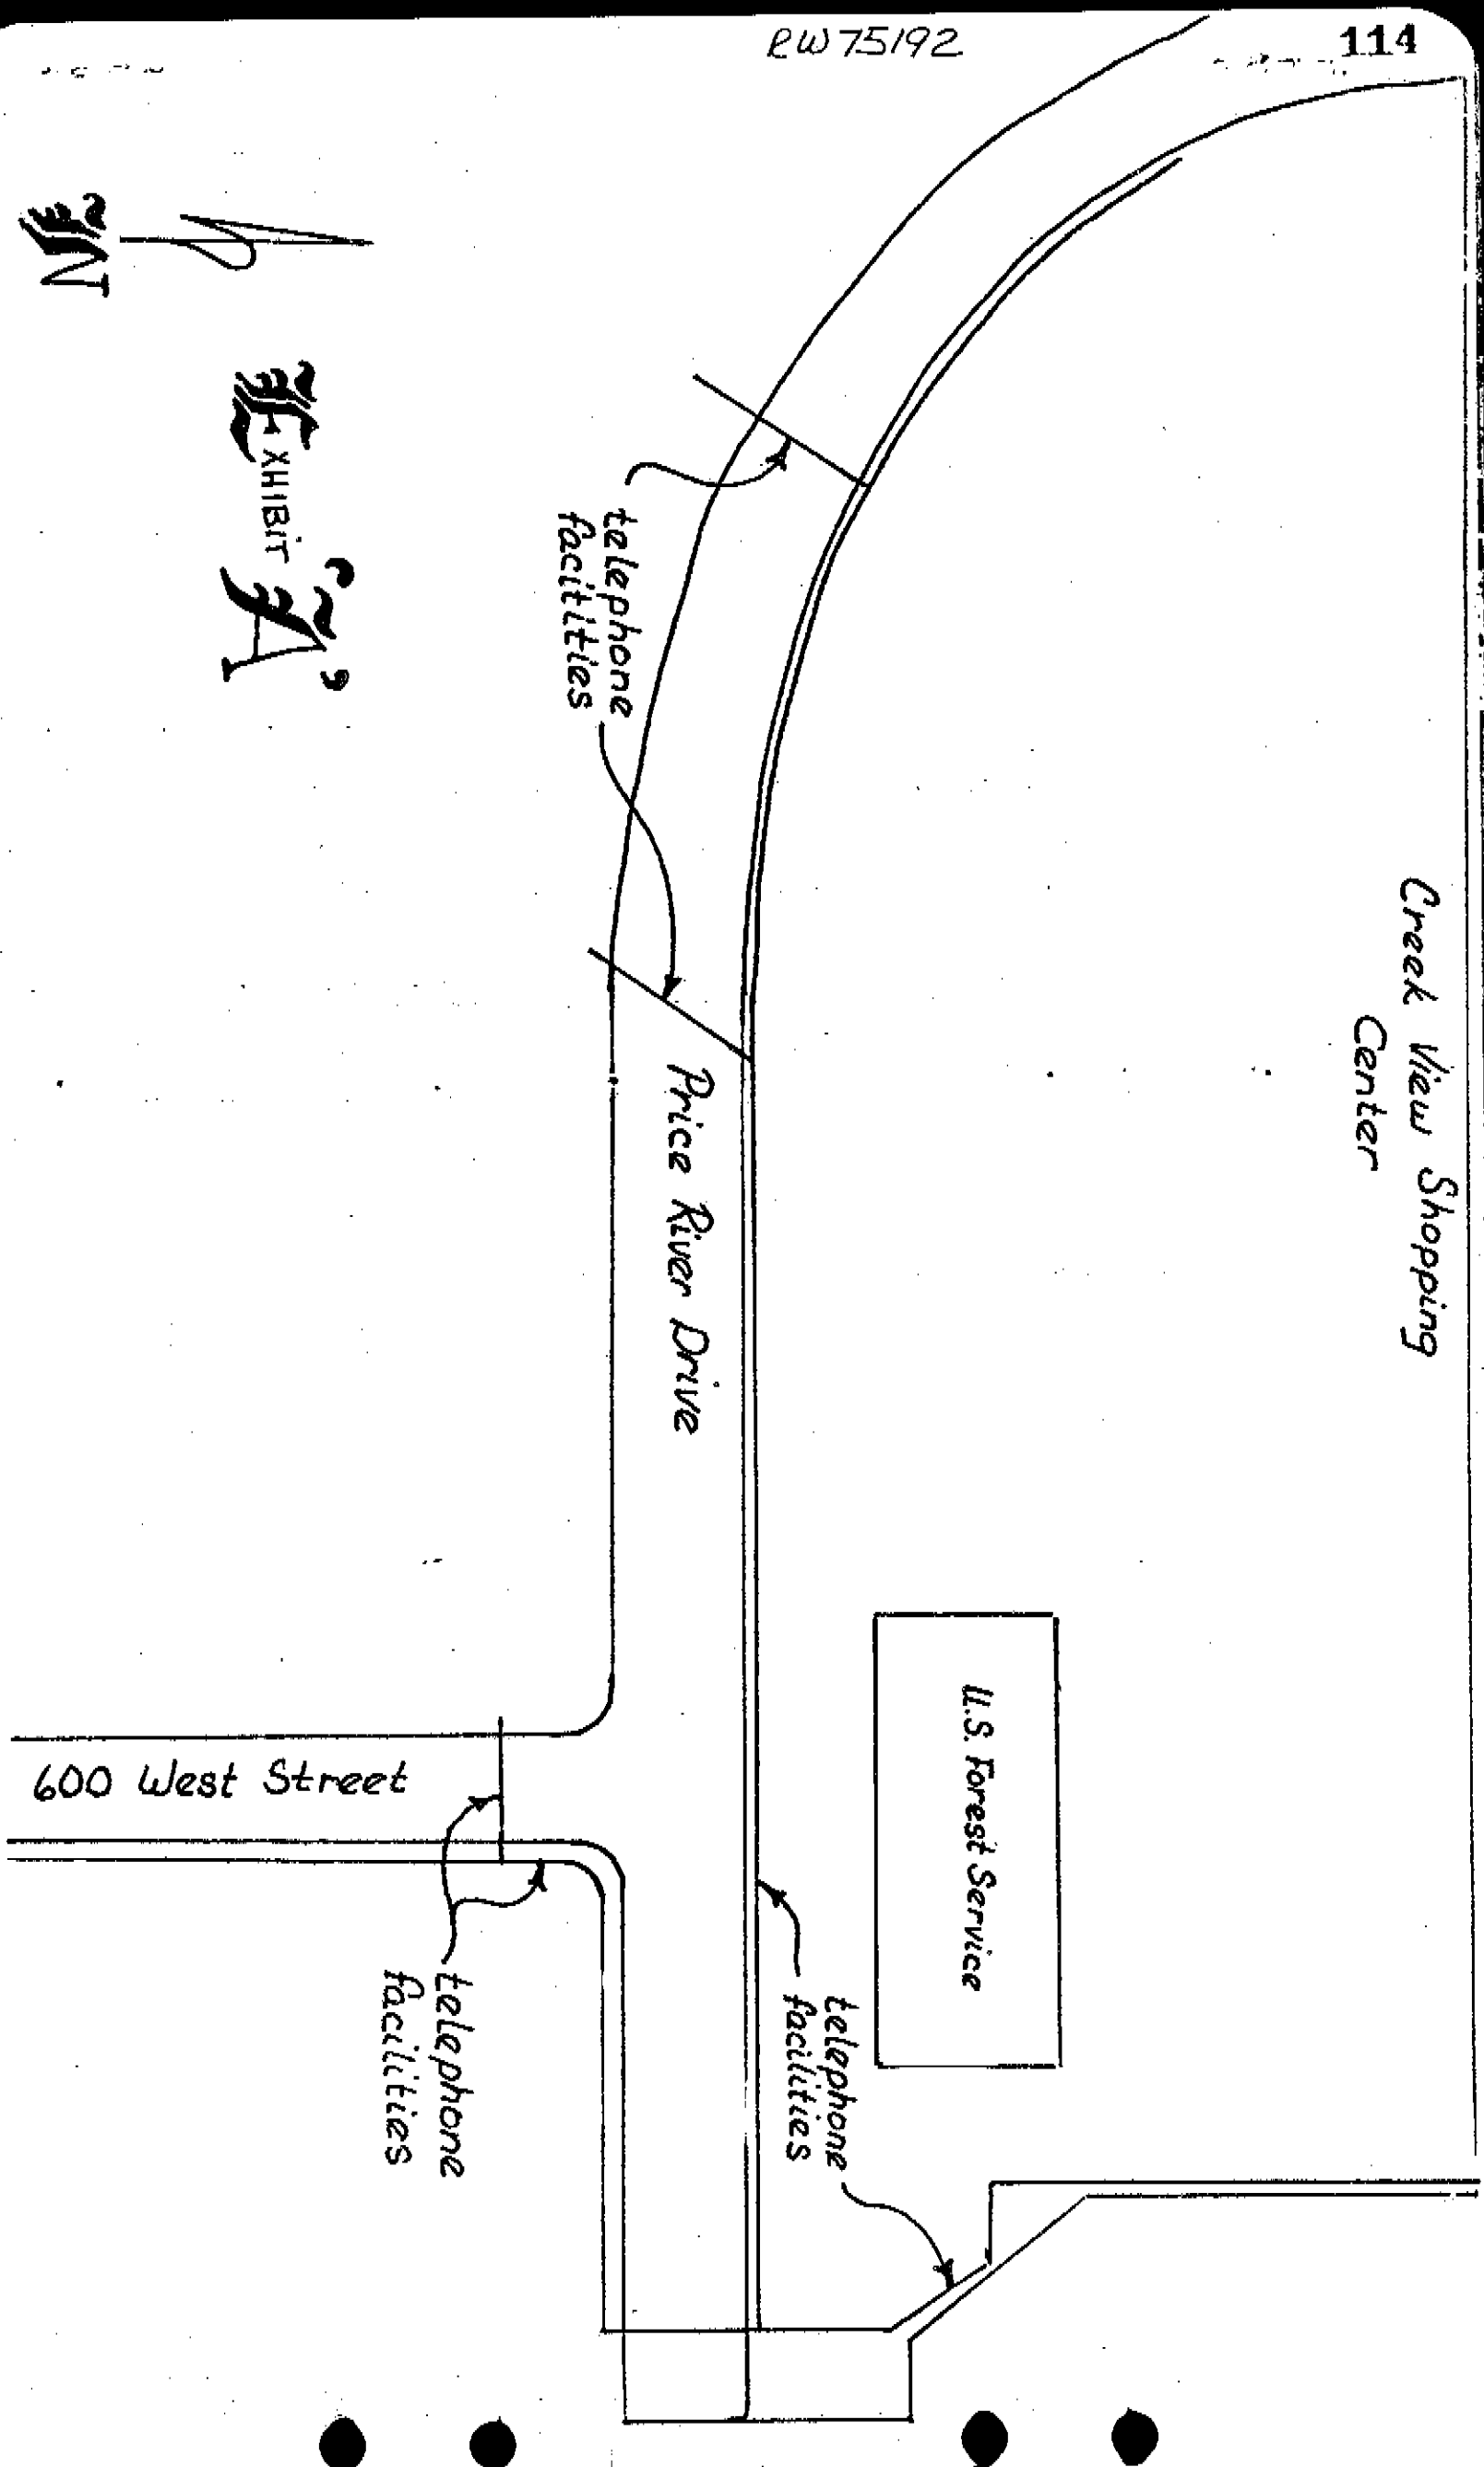 RW75192
114
N
EXHIBIT 'A'
telephone
facitities
Creek View Shopping
Center
Price River Drive
U.S. Forest Service
600 West Street
telephone
facilities
telephone
facilities